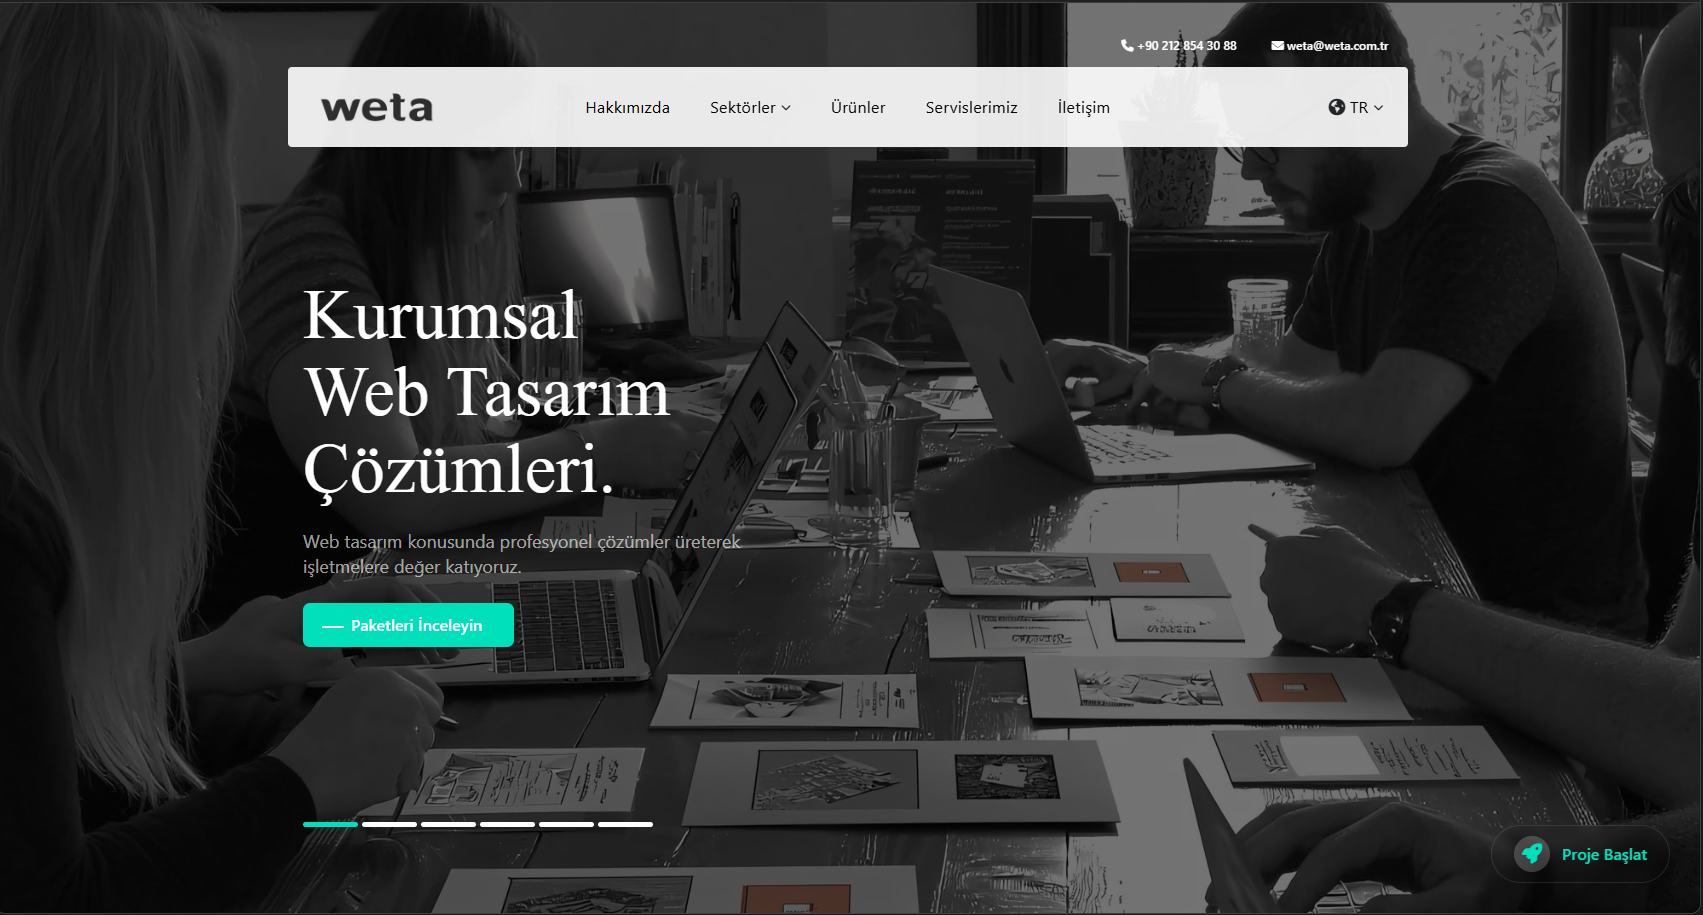 +90 212 854 30 88
weta@weta.com.tr
weta
Hakkımızda
Sektörler
Ürünler
Servislerimiz
İletişim
TR
Kurumsal
Web Tasarım
Çözümleri.
Web tasarım konusunda profesyonel çözümler üreterek
işletmelere değer katıyoruz.
Paketleri İnceleyin
Proje Başlat